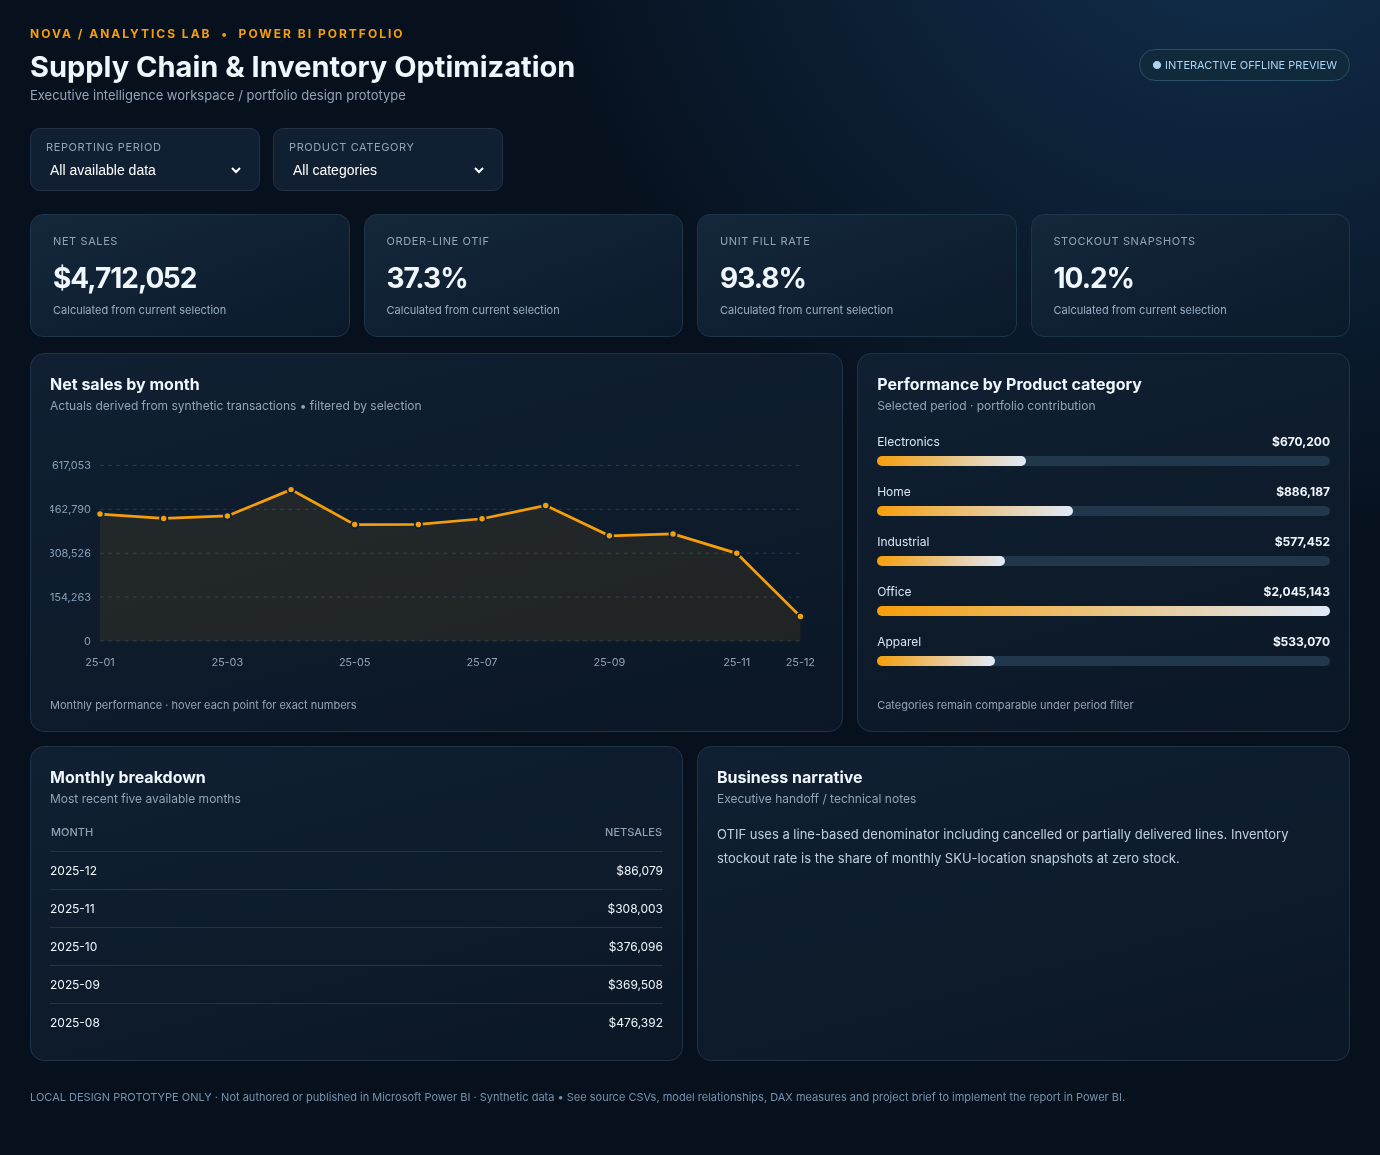 NOVA / ANALYTICS LAB • POWER BI PORTFOLIO
Supply Chain & Inventory Optimization
Executive intelligence workspace / portfolio design prototype
INTERACTIVE OFFLINE PREVIEW
REPORTING PERIOD
All available data
PRODUCT CATEGORY
All categories
NET SALES
$4,712,052
Calculated from current selection
ORDER-LINE OTIF
37.3%
Calculated from current selection
UNIT FILL RATE
93.8%
Calculated from current selection
STOCKOUT SNAPSHOTS
10.2%
Calculated from current selection
Net sales by month
Actuals derived from synthetic transactions • filtered by selection
617,053
462,790
308,526
154,263
0
25-01 25-03 25-05 25-07 25-09 25-11 25-12
Monthly performance · hover each point for exact numbers
Performance by Product category
Selected period · portfolio contribution
Electronics $670,200
Home $886,187
Industrial $577,452
Office $2,045,143
Apparel $533,070
Categories remain comparable under period filter
Monthly breakdown
Most recent five available months
MONTH NETSALES
2025-12 $86,079
2025-11 $308,003
2025-10 $376,096
2025-09 $369,508
2025-08 $476,392
Business narrative
Executive handoff / technical notes
OTIF uses a line-based denominator including cancelled or partially delivered lines. Inventory
stockout rate is the share of monthly SKU-location snapshots at zero stock.
LOCAL DESIGN PROTOTYPE ONLY · Not authored or published in Microsoft Power BI · Synthetic data • See source CSVs, model relationships, DAX measures and project brief to implement the report in Power BI.